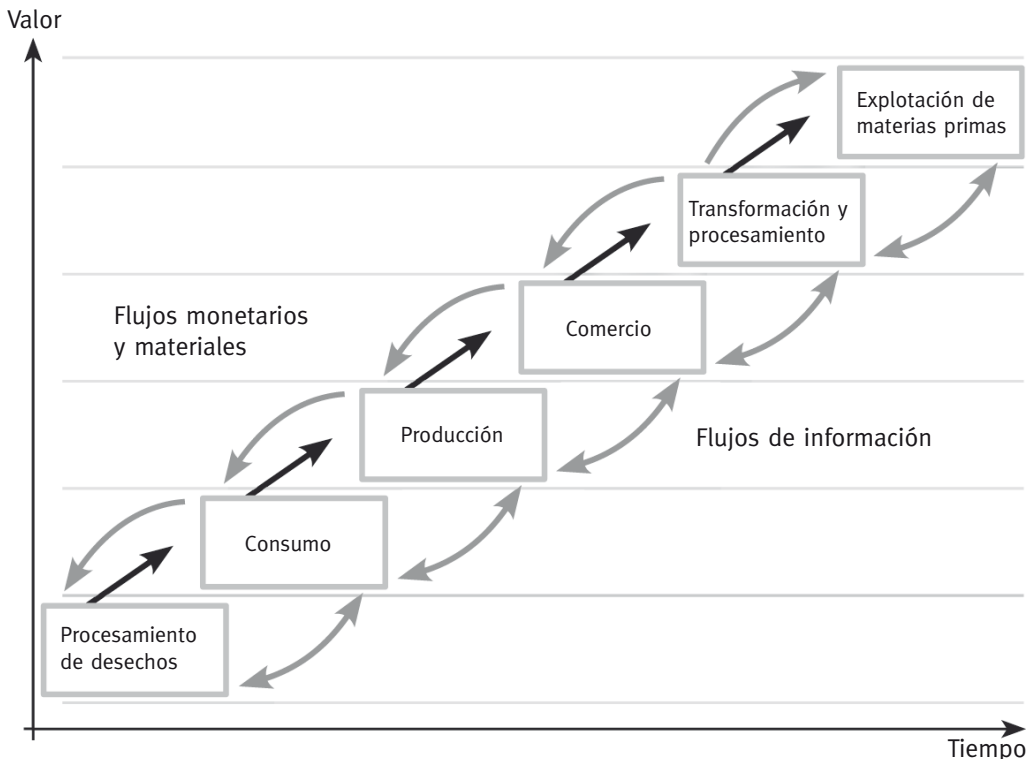 Valor
Explotación de
materias primas
Transformación y
procesamiento
Comercio
Flujos monetarios
y materiales
Producción
Flujos de información
Consumo
Procesamiento
de desechos
Tiempo